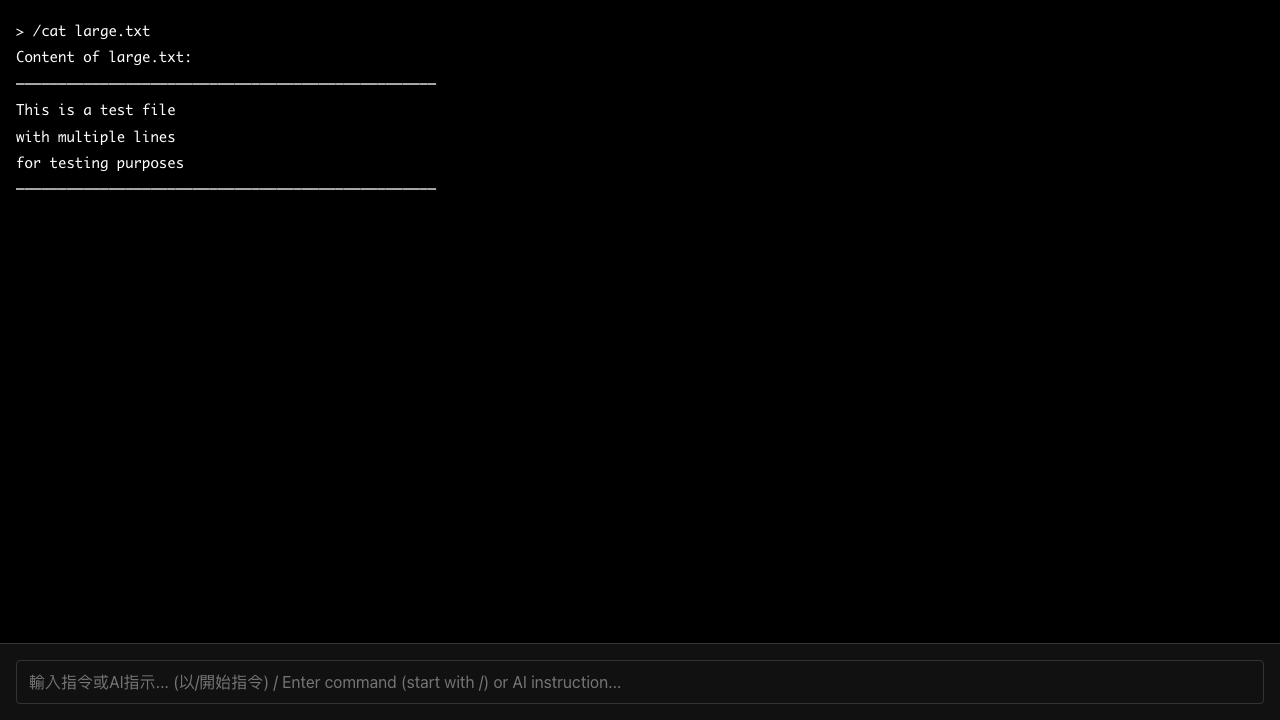 > /cat large.txt
Content of large.txt:
──────────────────────────────────────────────────
This is a test file
with multiple lines
for testing purposes
──────────────────────────────────────────────────
輸入指令或AI指示... (以/開始指令) / Enter command (start with /) or AI instruction...